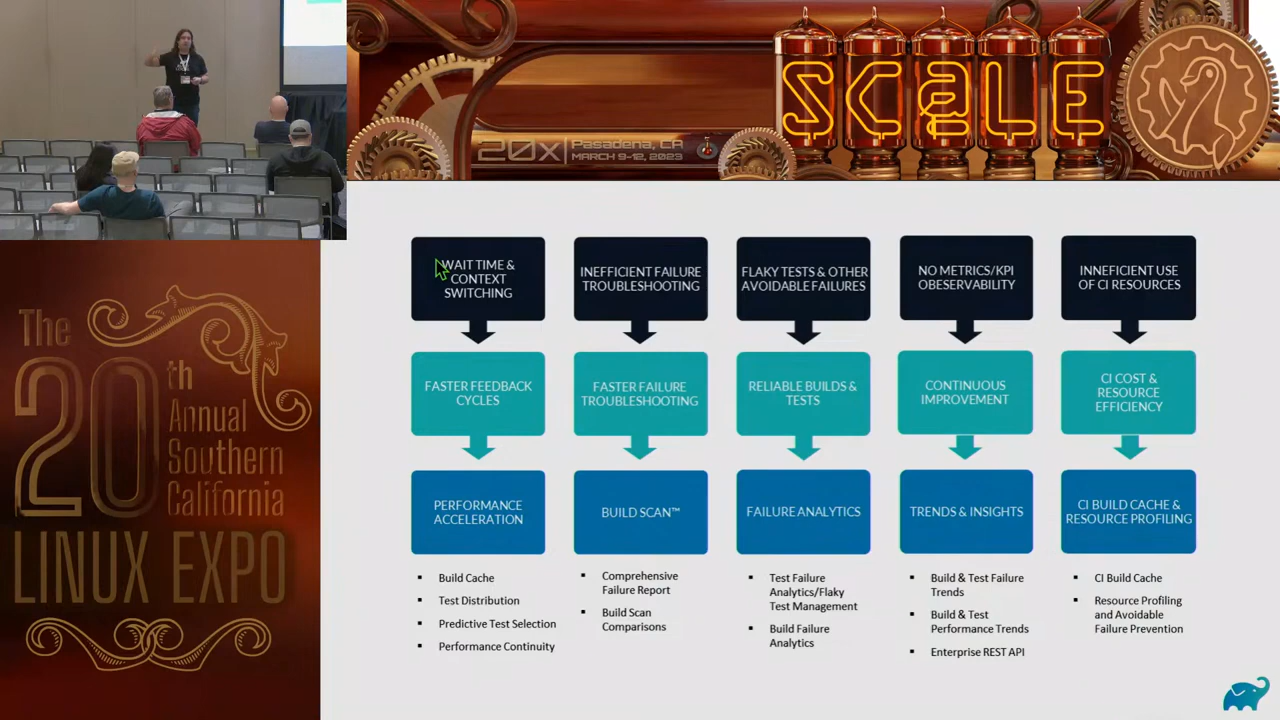 SC@LE
20x
Pasadena, CA
MARCH 9-12, 2023
The
20th
Annual
Southern
California
LINUX EXPO
WAIT TIME &
CONTEXT
SWITCHING
INEFFICIENT FAILURE
TROUBLESHOOTING
FLAKY TESTS & OTHER
AVOIDABLE FAILURES
NO METRICS/KPI
OBESERVABILITY
INNEFICIENT USE
OF CI RESOURCES
FASTER FEEDBACK
CYCLES
FASTER FAILURE
TROUBLESHOOTING
RELIABLE BUILDS &
TESTS
CONTINUOUS
IMPROVEMENT
CI COST &
RESOURCE
EFFICIENCY
PERFORMANCE
ACCELERATION
BUILD SCAN™
FAILURE ANALYTICS
TRENDS & INSIGHTS
CI BUILD CACHE &
RESOURCE PROFILING
▪ Build Cache
▪ Test Distribution
▪ Predictive Test Selection
▪ Performance Continuity
▪ Comprehensive
Failure Report
▪ Build Scan
Comparisons
▪ Test Failure
Analytics/Flaky
Test Management
▪ Build Failure
Analytics
▪ Build & Test Failure
Trends
▪ Build & Test
Performance Trends
▪ Enterprise REST API
▪ CI Build Cache
▪ Resource Profiling
and Avoidable
Failure Prevention